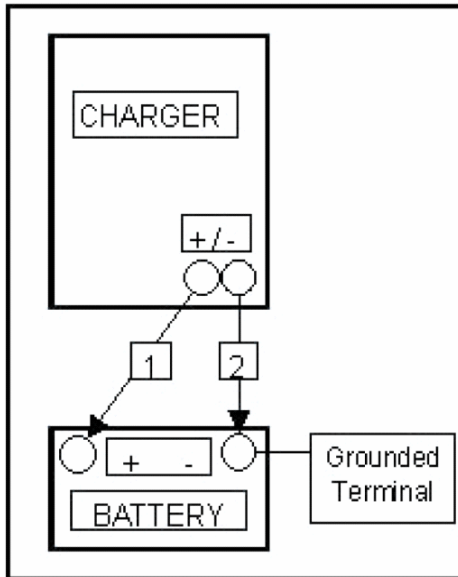 CHARGER
+/-
1
2
+ -
BATTERY
Grounded
Terminal